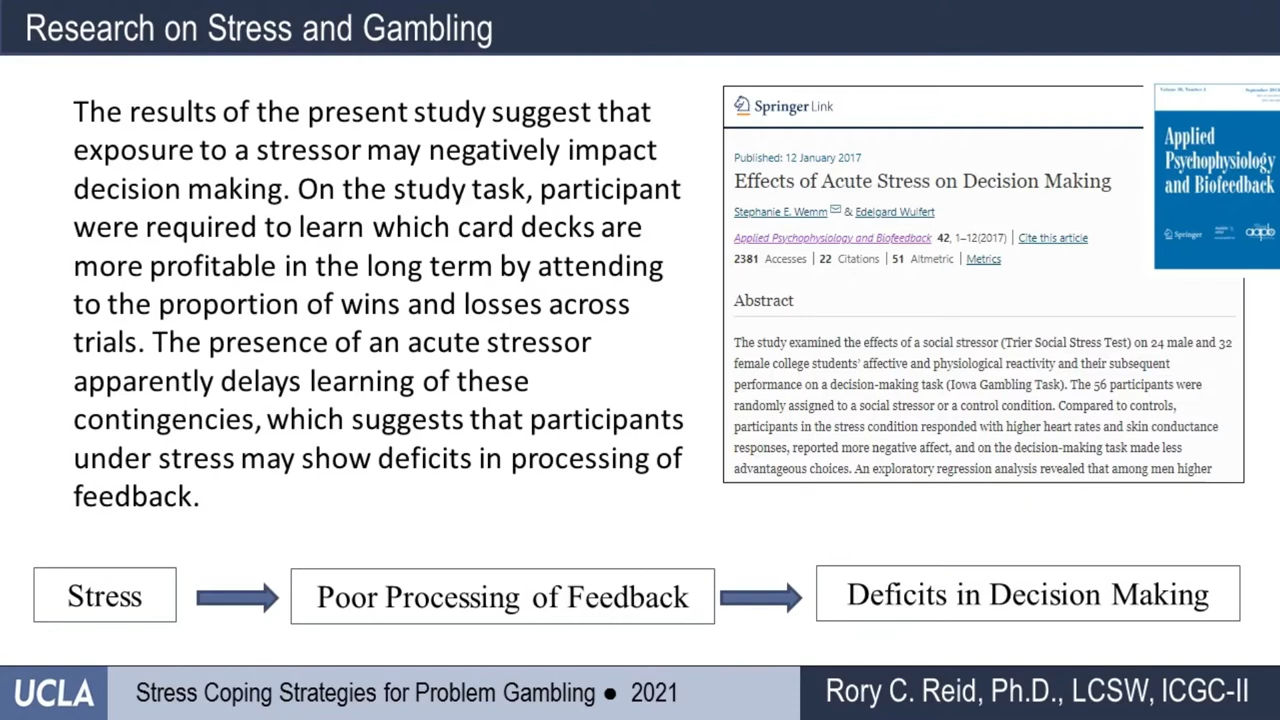 Research on Stress and Gambling
The results of the present study suggest that
exposure to a stressor may negatively impact
decision making. On the study task, participant
were required to learn which card decks are
more profitable in the long term by attending
to the proportion of wins and losses across
trials. The presence of an acute stressor
apparently delays learning of these
contingencies, which suggests that participants
under stress may show deficits in processing of
feedback.
Springer Link
Published: 12 January 2017
Effects of Acute Stress on Decision Making
Stephanie E. Wemm & Edelgard Wulfert
Applied Psychophysiology and Biofeedback 42, 1–12(2017) | Cite this article
2381 Accesses | 22 Citations | 51 Altmetric | Metrics
Abstract
The study examined the effects of a social stressor (Trier Social Stress Test) on 24 male and 32
female college students’ affective and physiological reactivity and their subsequent
performance on a decision-making task (Iowa Gambling Task). The 56 participants were
randomly assigned to a social stressor or a control condition. Compared to controls,
participants in the stress condition responded with higher heart rates and skin conductance
responses, reported more negative affect, and on the decision-making task made less
advantageous choices. An exploratory regression analysis revealed that among men higher
Applied
Psychophysiology
and Biofeedback
Springer
aapb
Stress
Poor Processing of Feedback
Deficits in Decision Making
UCLA
Stress Coping Strategies for Problem Gambling ● 2021
Rory C. Reid, Ph.D., LCSW, ICGC-II